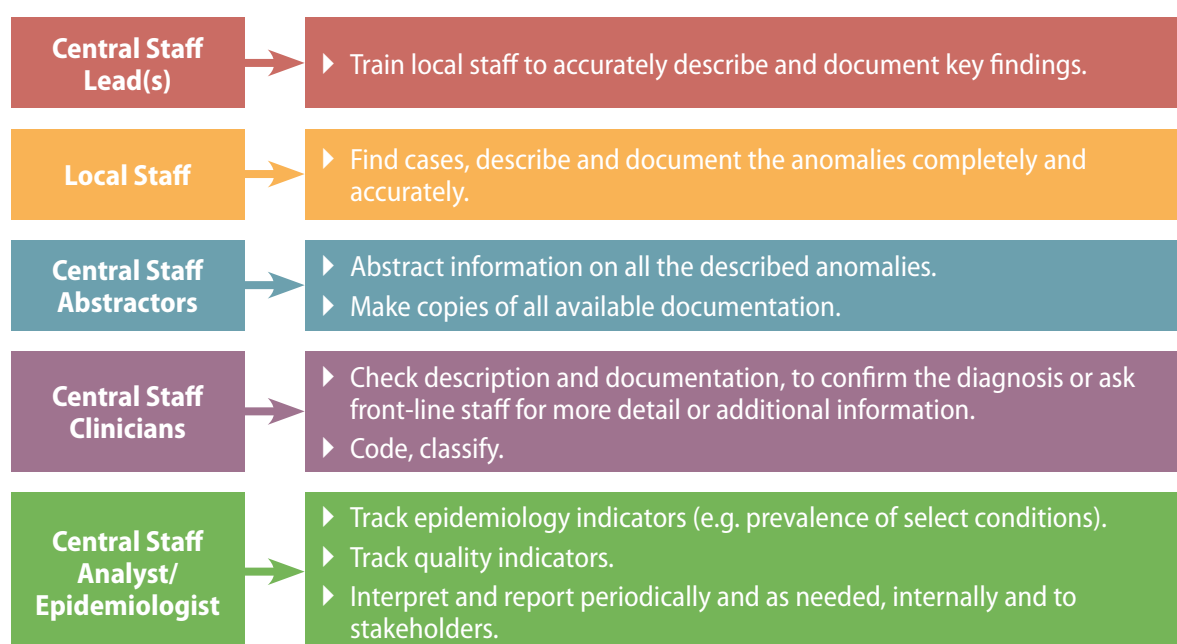 Central Staff
Lead(s)
Train local staff to accurately describe and document key findings.
Local Staff
Find cases, describe and document the anomalies completely and
accurately.
Central Staff
Abstractors
Abstract information on all the described anomalies.
Make copies of all available documentation.
Central Staff
Clinicians
Check description and documentation, to confirm the diagnosis or ask
front-line staff for more detail or additional information.
Code, classify.
Central Staff
Analyst/
Epidemiologist
Track epidemiology indicators (e.g. prevalence of select conditions).
Track quality indicators.
Interpret and report periodically and as needed, internally and to
stakeholders.